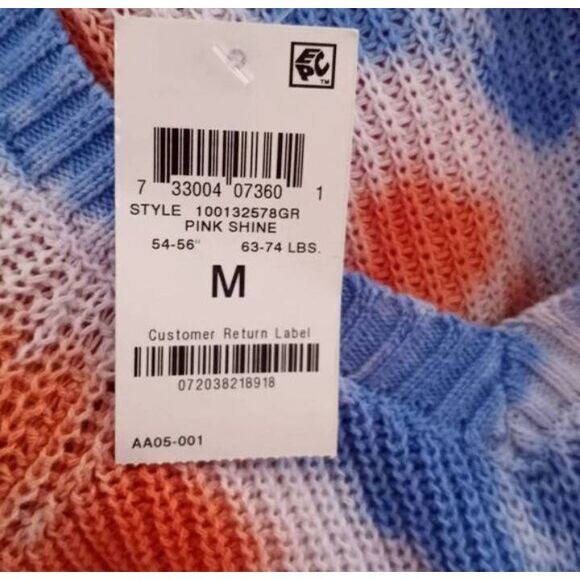 EPC™
7 33004 07360 1
STYLE 100132578GR
PINK SHINE
54-56" 63-74 LBS.
M
Customer Return Label
072038218918
AA05-001